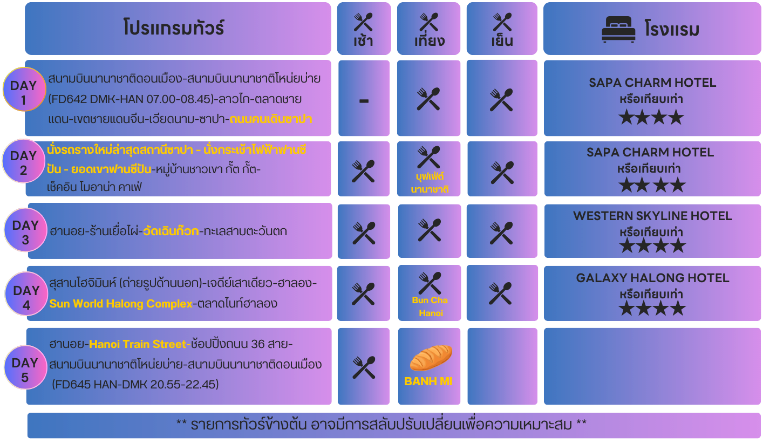 โปรแกรมทัวร์
เช้า
เที่ยง
เย็น
โรงแรม
DAY
1
สนามบินนานาชาติดอนเมือง-สนามบินนานาชาติโหน่ยบ่าย
(FD642 DMK-HAN 07.00-08.45)-ลาวไก-ตลาดชาย
แดน-เขตชายแดนจีน-เวียดนาม-ซาปา-ถนนคนเดินซาปา
-
SAPA CHARM HOTEL
หรือเทียบเท่า
DAY
2
นั่งรถรางใหม่ล่าสุดสถานีซาปา - นั่งกระเช้าไฟฟ้าฟานซี
ปัน - ยอดเขาฟานซีปัน-หมู่บ้านชาวเขา กั๊ต กั๊ต-
เช็คอิน โมอาน่า คาเฟ่
บุฟเฟ่ต์
นานาชาติ
SAPA CHARM HOTEL
หรือเทียบเท่า
DAY
3
ฮานอย-ร้านเยื่อไผ่-วัดเฉินก๊วก-ทะเลสาบตะวันตก
WESTERN SKYLINE HOTEL
หรือเทียบเท่า
DAY
4
สุสานโฮจิมินห์ (ถ่ายรูปด้านนอก)-เจดีย์เสาเดียว-ฮาลอง-
Sun World Halong Complex-ตลาดไนท์ฮาลอง
Bun Cha
Hanoi
GALAXY HALONG HOTEL
หรือเทียบเท่า
DAY
5
ฮานอย-Hanoi Train Street-ช้อปปิ้งถนน 36 สาย-
สนามบินนานาชาติโหน่ยบ่าย-สนามบินนานาชาติดอนเมือง
(FD645 HAN-DMK 20.55-22.45)
BANH MI
** รายการทัวร์ข้างต้น อาจมีการสลับปรับเปลี่ยนเพื่อความเหมาะสม **